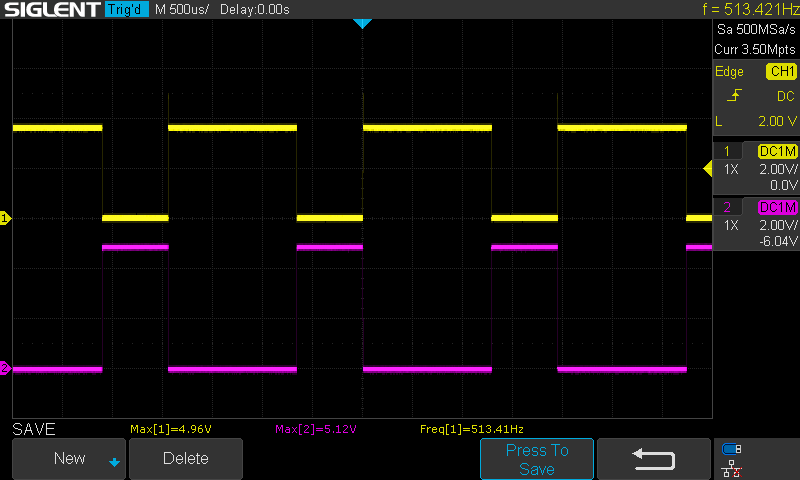 SIGLENT Trig'd M 500us/ Delay:0.00s f = 513.421Hz
Sa 500MSa/s
Curr 3.50Mpts
Edge CH1
DC
L 2.00 V
1 DC1M
1X 2.00V/
0.0V
2 DC1M
1X 2.00V/
-6.04V
1
2
SAVE Max[1]=4.96V Max[2]=5.12V Freq[1]=513.41Hz
New Delete Press To
Save